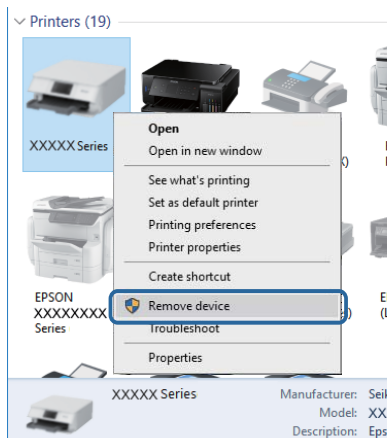 Printers (19)
XXXXX Series
Open
Open in new window
See what's printing
Set as default printer
Printing preferences
Printer properties
Create shortcut
Remove device
Troubleshoot
Properties
EPSON
XXXXXXXX
Series
XXXXX Series
Manufacturer:
Model: XX
Description: